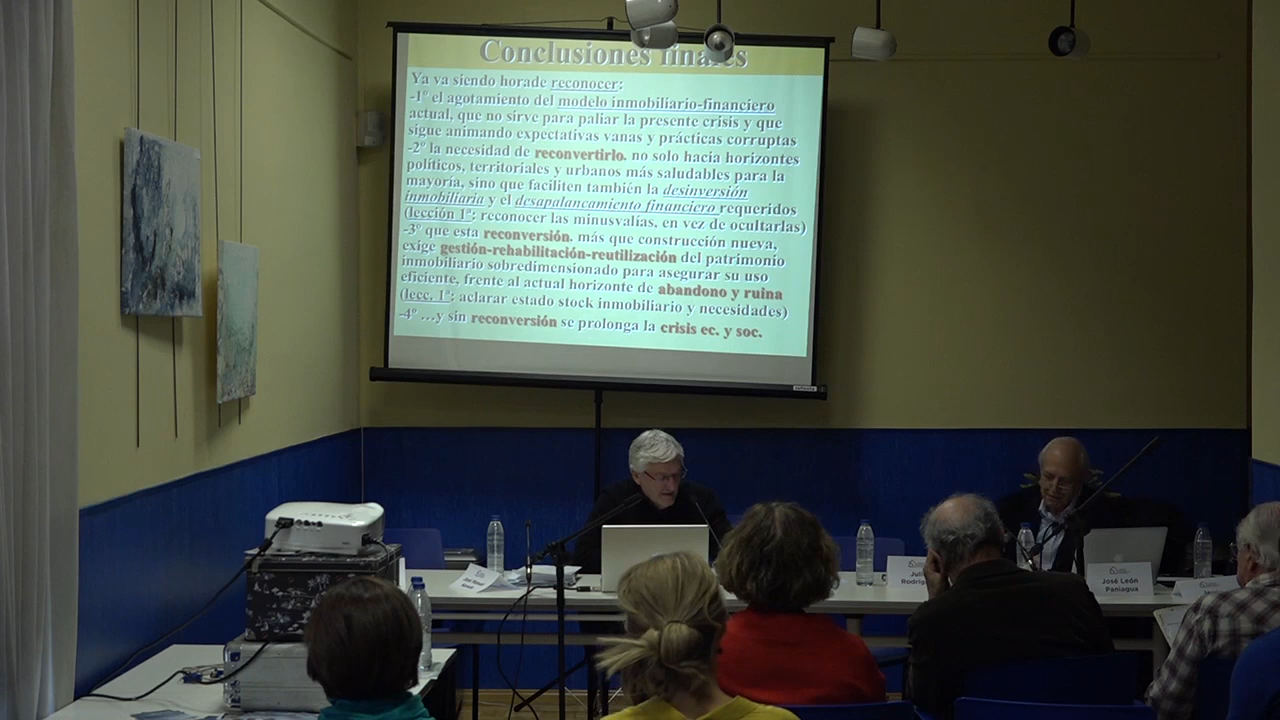 Conclusiones finales
Ya va siendo horade reconocer:
-1º el agotamiento del modelo inmobiliario-financiero
actual, que no sirve para paliar la presente crisis y que
sigue animando expectativas vanas y prácticas corruptas
-2º la necesidad de reconvertirlo. no solo hacia horizontes
políticos, territoriales y urbanos más saludables para la
mayoría, sino que faciliten también la desinversión
inmobiliaria y el desapalancamiento financiero requeridos
(lección 1ª: reconocer las minusvalías, en vez de ocultarlas)
-3º que esta reconversión. más que construcción nueva,
exige gestión-rehabilitación-reutilización del patrimonio
inmobiliario sobredimensionado para asegurar su uso
eficiente, frente al actual horizonte de abandono y ruina
(lecc. 1ª: aclarar estado stock inmobiliario y necesidades)
-4º …y sin reconversión se prolonga la crisis ec. y soc.
José León
Paniagua